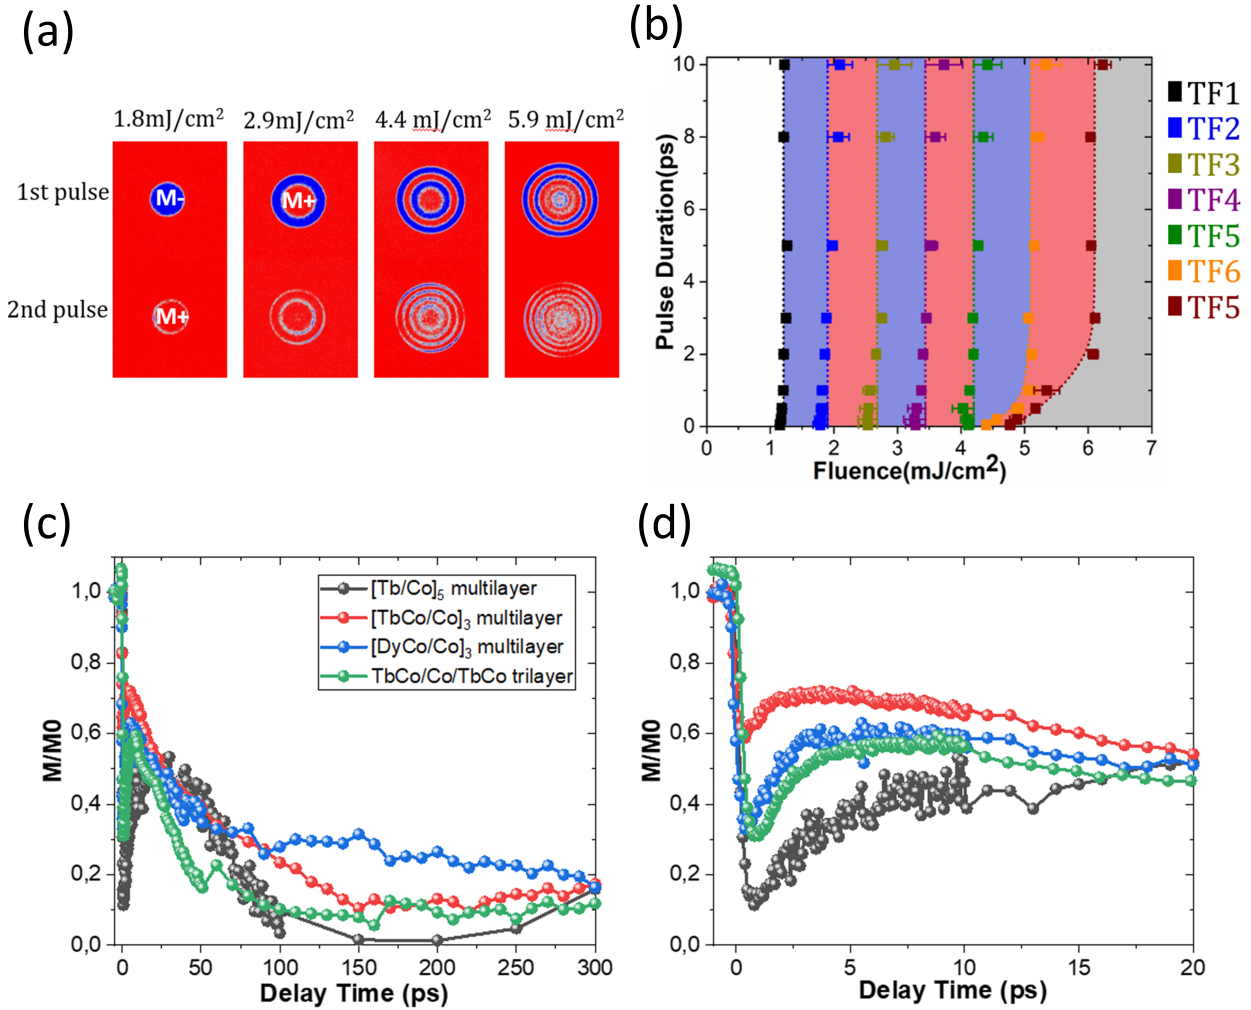 (a)
1.8mJ/cm2 2.9mJ/cm2 4.4 mJ/cm2 5.9 mJ/cm2
1st pulse
M- M+
2nd pulse
M+
(b)
Pulse Duration(ps)
10
8
6
4
2
0
0 1 2 3 4 5 6 7
Fluence(mJ/cm2)
TF1
TF2
TF3
TF4
TF5
TF6
TF5
(c)
M/M0
1,0
0,8
0,6
0,4
0,2
0,0
[Tb/Co]5 multilayer
[TbCo/Co]3 multilayer
[DyCo/Co]3 multilayer
TbCo/Co/TbCo trilayer
0 50 100 150 200 250 300
Delay Time (ps)
(d)
M/M0
1,0
0,8
0,6
0,4
0,2
0,0
0 5 10 15 20
Delay Time (ps)